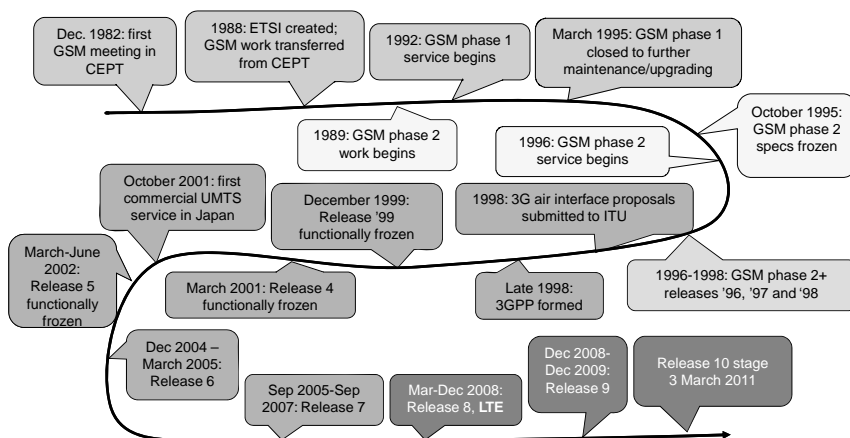 Dec. 1982: first
GSM meeting in
CEPT
1988: ETSI created;
GSM work transferred
from CEPT
1992: GSM phase 1
service begins
March 1995: GSM phase 1
closed to further
maintenance/upgrading
1989: GSM phase 2
work begins
1996: GSM phase 2
service begins
October 1995:
GSM phase 2
specs frozen
October 2001: first
commercial UMTS
service in Japan
December 1999:
Release '99
functionally frozen
1998: 3G air interface proposals
submitted to ITU
March-June
2002:
Release 5
functionally
frozen
March 2001: Release 4
functionally frozen
Late 1998:
3GPP formed
1996-1998: GSM phase 2+
releases '96, '97 and '98
Dec 2004 –
March 2005:
Release 6
Sep 2005-Sep
2007: Release 7
Mar-Dec 2008:
Release 8, LTE
Dec 2008-
Dec 2009:
Release 9
Release 10 stage
3 March 2011